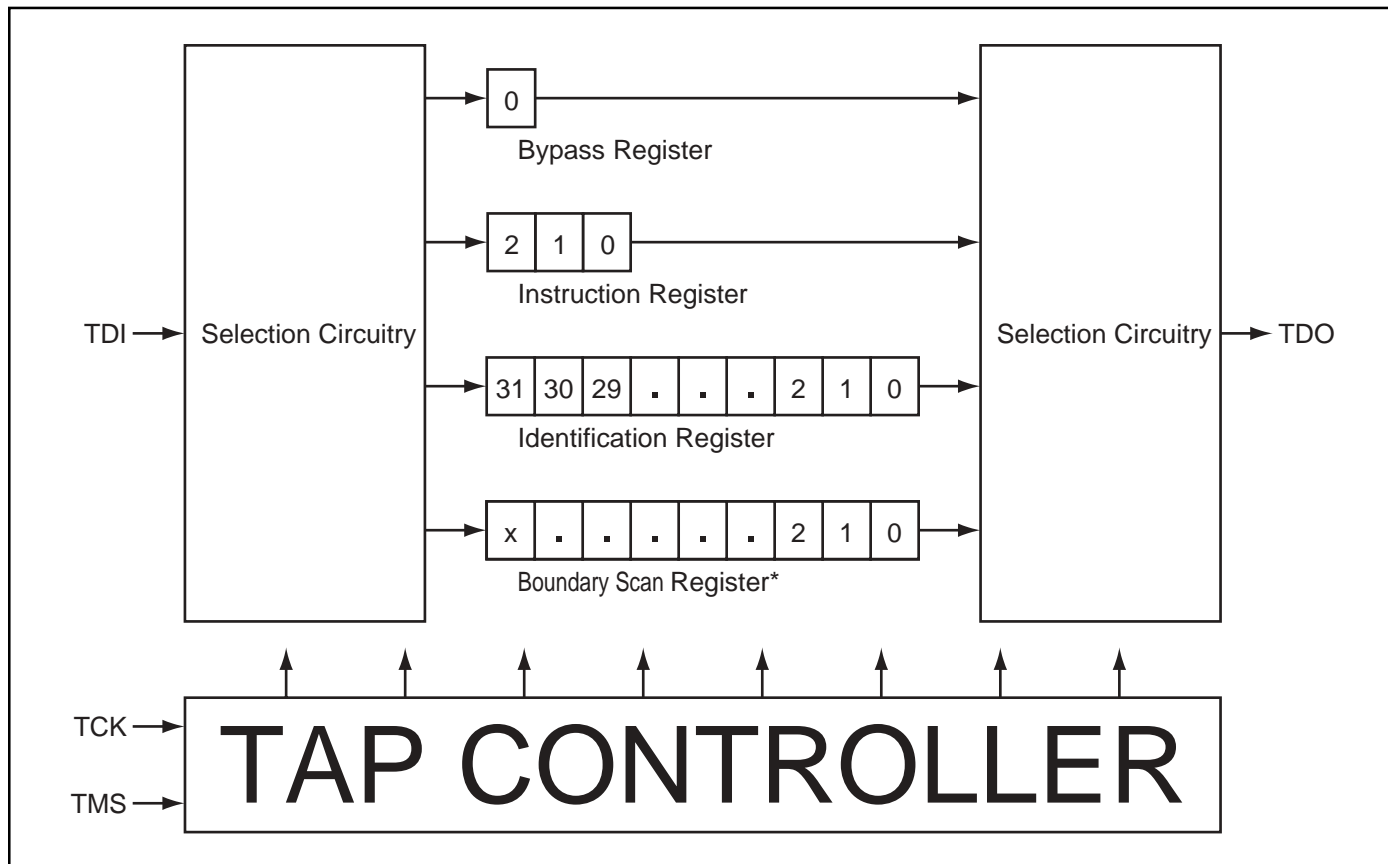 0
Bypass Register
2 1 0
Instruction Register
TDI
Selection Circuitry
Selection Circuitry
TDO
31 30 29 . . . 2 1 0
Identification Register
x . . . . . 2 1 0
Boundary Scan Register*
TCK
TMS
TAP CONTROLLER